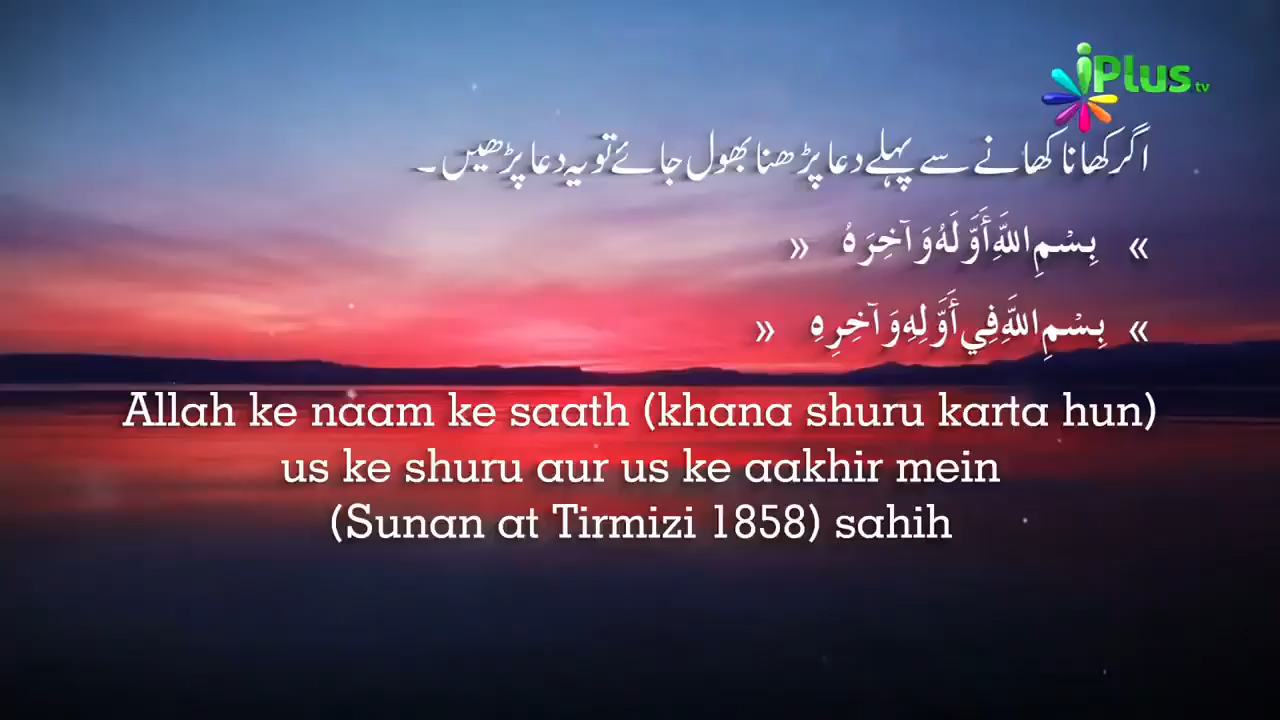 iPlus tv
اگر کھانا کھانے سے پہلے دعا پڑھنا بھول جائے تو یہ دعا پڑھیں۔
« بِسْمِ اللَّهِ أَوَّلَهُ وَآخِرَهُ »
« بِسْمِ اللَّهِ فِي أَوَّلِهِ وَآخِرِهِ »
Allah ke naam ke saath (khana shuru karta hun)
us ke shuru aur us ke aakhir mein
(Sunan at Tirmizi 1858) sahih